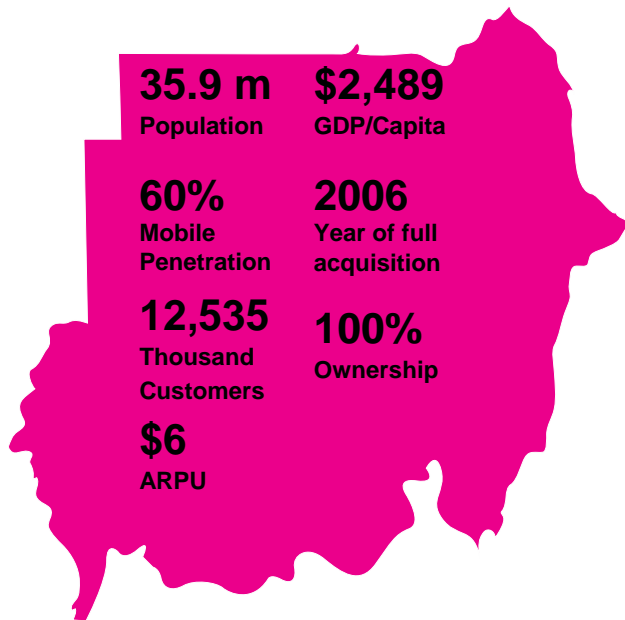 35.9 m
Population
$2,489
GDP/Capita
60%
Mobile
Penetration
2006
Year of full
acquisition
12,535
Thousand
Customers
100%
Ownership
$6
ARPU